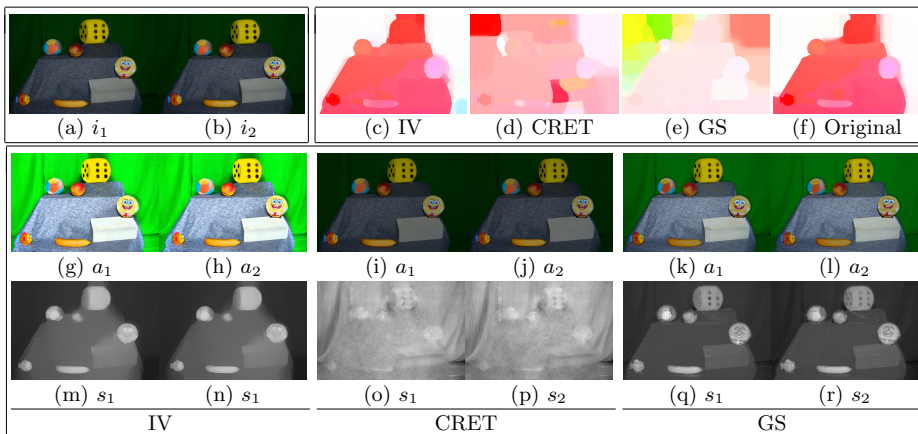 (a) i1 (b) i2 (c) IV (d) CRET (e) GS (f) Original
(g) a1 (h) a2 (i) a1 (j) a2 (k) a1 (l) a2
(m) s1 (n) s1 (o) s1 (p) s2 (q) s1 (r) s2
IV CRET GS